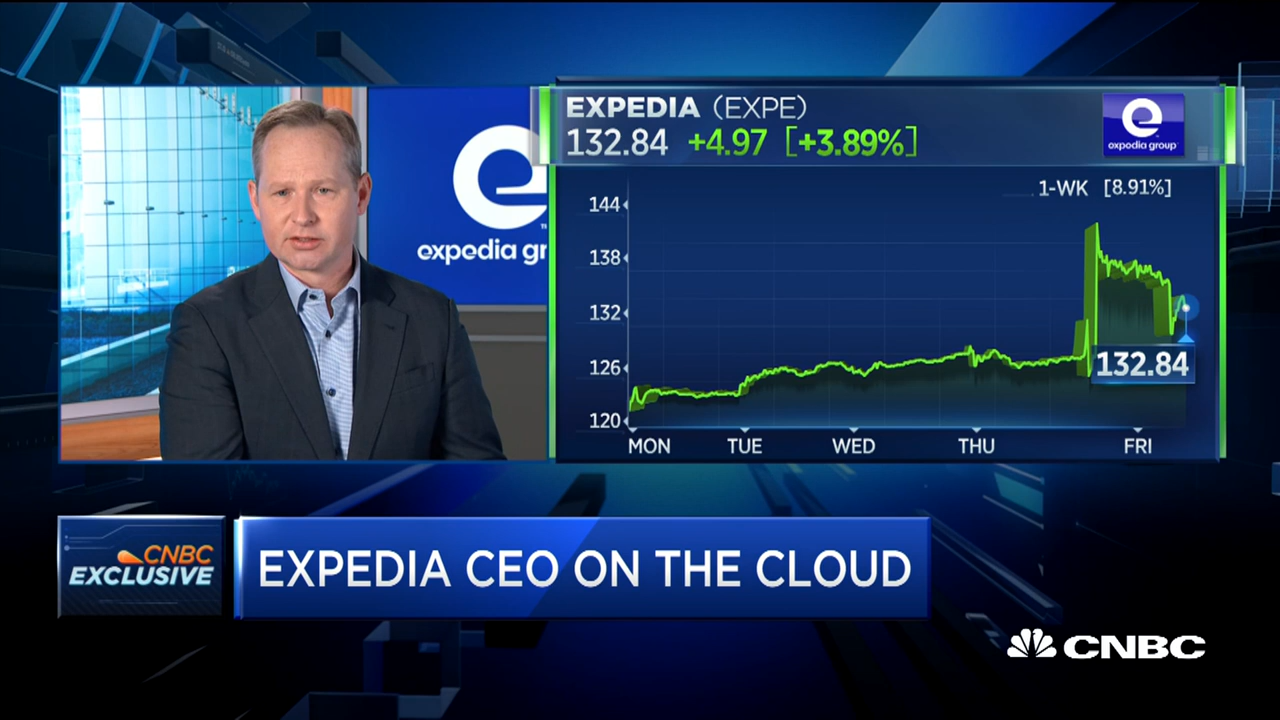 expedia gr
EXPEDIA (EXPE)
132.84 +4.97 [+3.89%]
expedia group
1-WK [8.91%]
144
138
132
126
120
132.84
MON TUE WED THU FRI
CNBC
EXCLUSIVE
EXPEDIA CEO ON THE CLOUD
CNBC